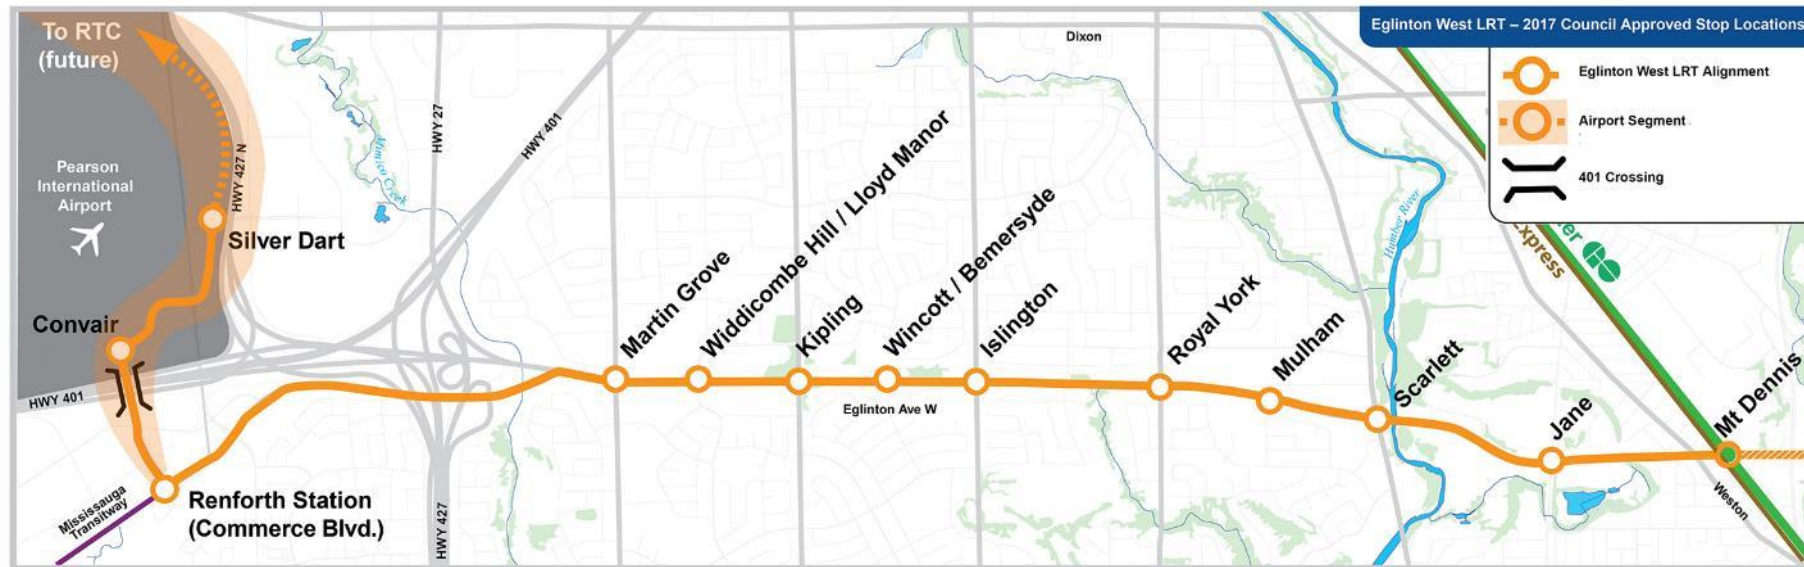 Eglinton West LRT – 2017 Council Approved Stop Locations
Eglinton West LRT Alignment
Airport Segment
401 Crossing
To RTC
(future)
Pearson
International
Airport
HWY 427 N
Silver Dart
Convair
HWY 401
Mississauga
Transitway
Renforth Station
(Commerce Blvd.)
Mimico Creek
HWY 27
HWY 401
HWY 427
Martin Grove
Widdicombe Hill / Lloyd Manor
Kipling
Wincott / Bemersyde
Islington
Eglinton Ave W
Dixon
Royal York
Mulham
Scarlett
Humber River
Jane
Mt Dennis
Weston
Express